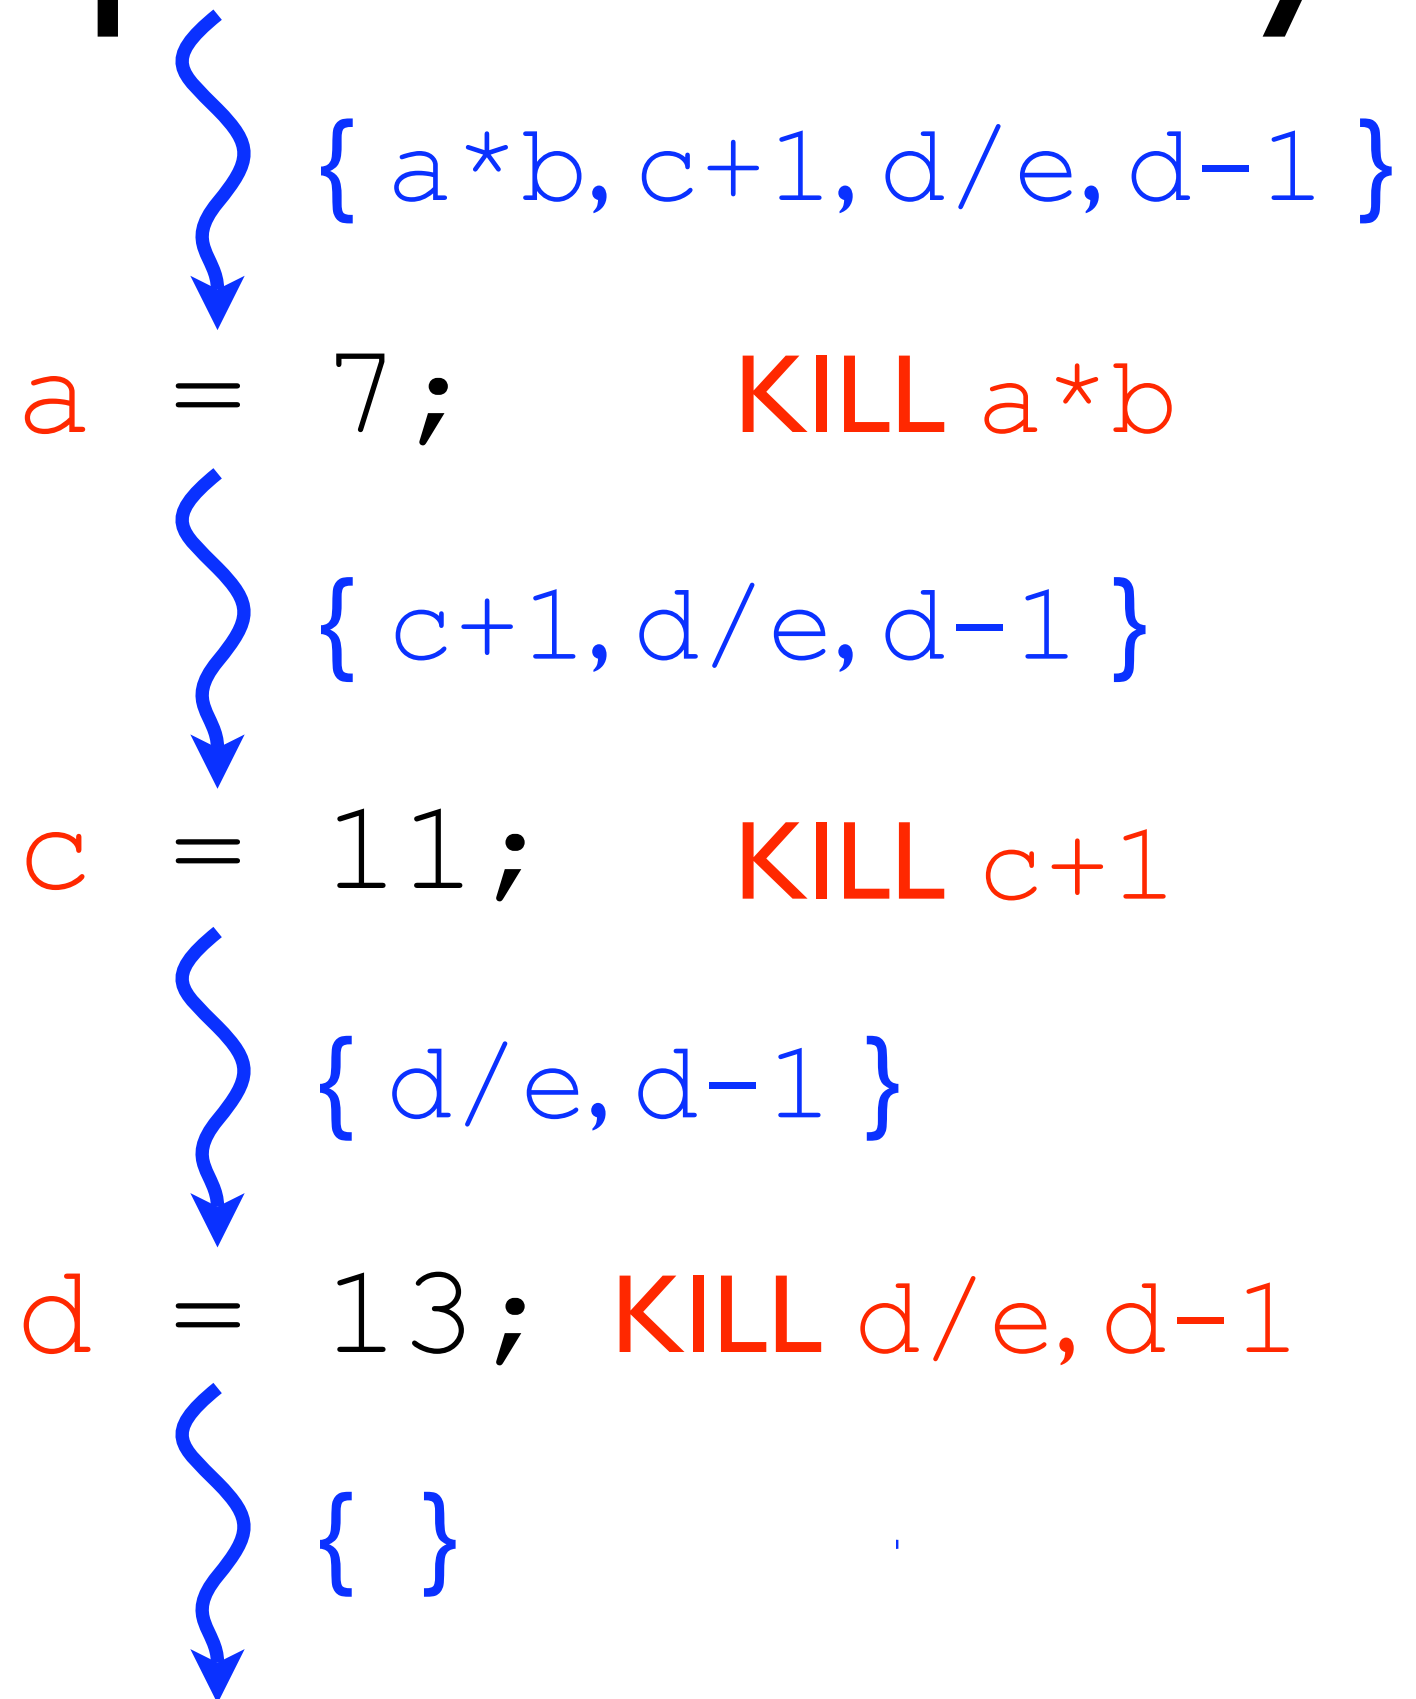 { a*b,c+1,d/e,d-1 }
a = 7; KILL a*b
{ c+1,d/e,d-1 }
c = 11; KILL c+1
{ d/e,d-1 }
d = 13; KILL d/e,d-1
{ }